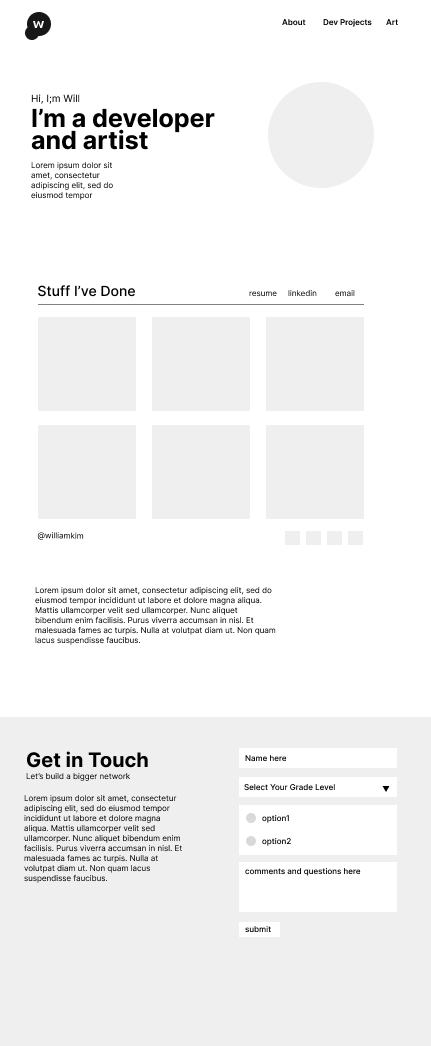 w
About Dev Projects Art
Hi, I;m Will
I’m a developer
and artist
Lorem ipsum dolor sit
amet, consectetur
adipiscing elit, sed do
eiusmod tempor
Stuff I’ve Done
resume linkedin email
@williamkim
Lorem ipsum dolor sit amet, consectetur adipiscing elit, sed do
eiusmod tempor incididunt ut labore et dolore magna aliqua.
Mattis ullamcorper velit sed ullamcorper. Nunc aliquet
bibendum enim facilisis. Purus viverra accumsan in nisl. Et
malesuada fames ac turpis. Nulla at volutpat diam ut. Non quam
lacus suspendisse faucibus.
Get in Touch
Let’s build a bigger network
Lorem ipsum dolor sit amet, consectetur
adipiscing elit, sed do eiusmod tempor
incididunt ut labore et dolore magna
aliqua. Mattis ullamcorper velit sed
ullamcorper. Nunc aliquet bibendum enim
facilisis. Purus viverra accumsan in nisl. Et
malesuada fames ac turpis. Nulla at
volutpat diam ut. Non quam lacus
suspendisse faucibus.
Name here
Select Your Grade Level
option1
option2
comments and questions here
submit